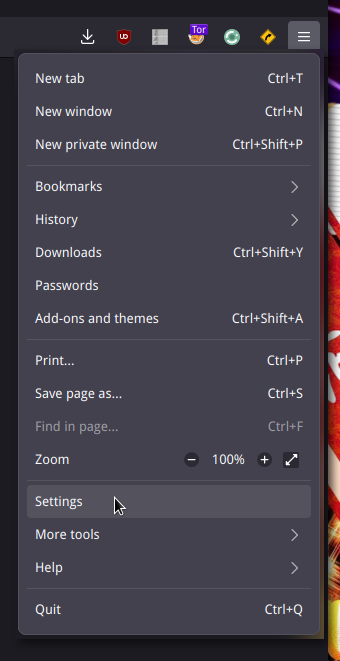 UD
Tor
New tab Ctrl+T
New window Ctrl+N
New private window Ctrl+Shift+P
Bookmarks
History
Downloads Ctrl+Shift+Y
Passwords
Add-ons and themes Ctrl+Shift+A
Print... Ctrl+P
Save page as... Ctrl+S
Find in page... Ctrl+F
Zoom 100%
Settings
More tools
Help
Quit Ctrl+Q